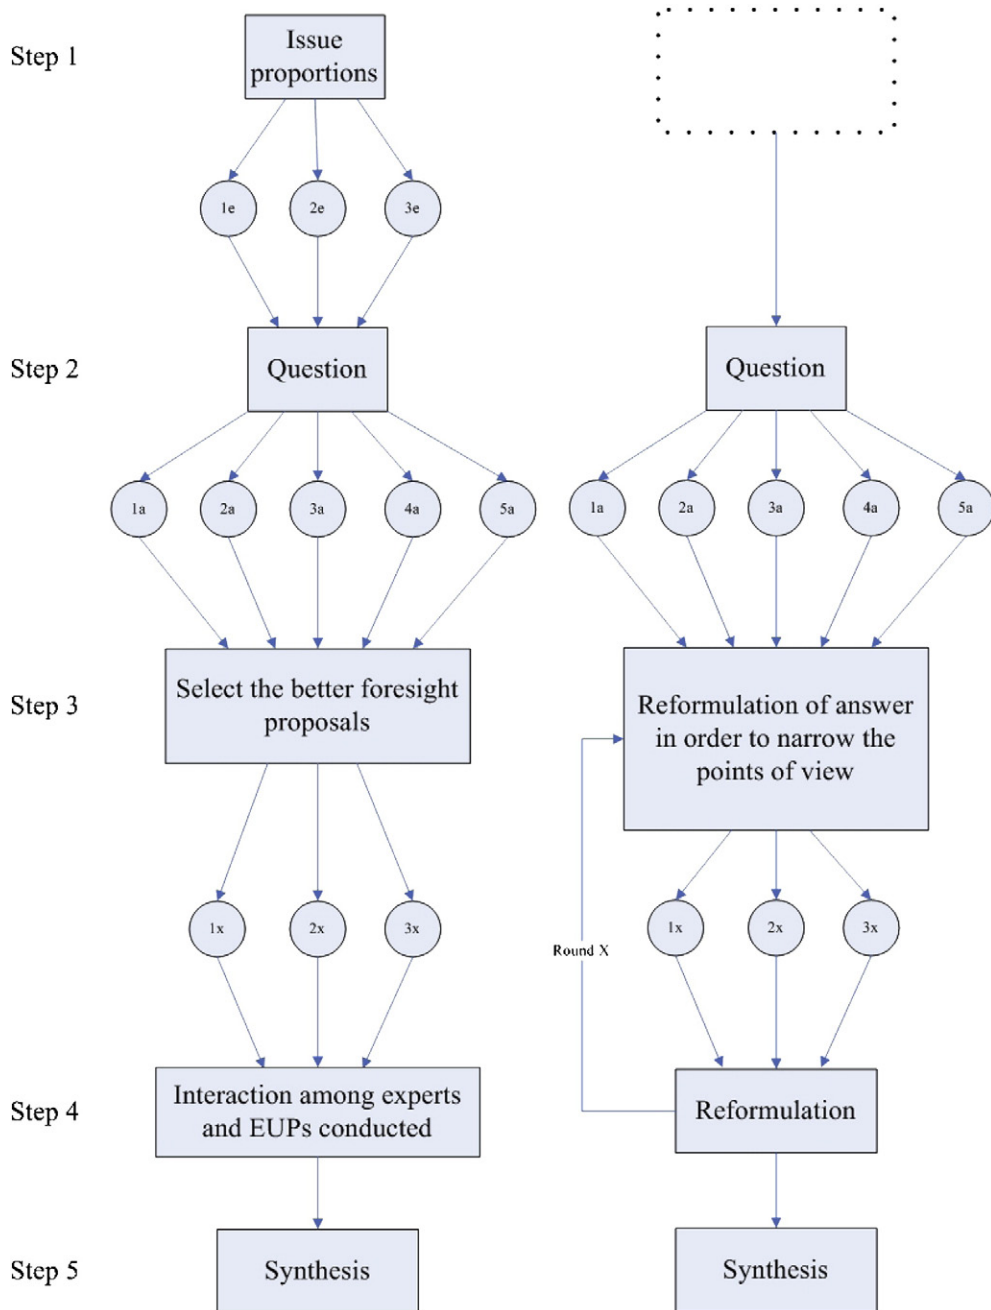 Step 1
Issue
proportions
1e
2e
3e
Step 2
Question
Question
1a
2a
3a
4a
5a
1a
2a
3a
4a
5a
Step 3
Select the better foresight
proposals
Reformulation of answer
in order to narrow the
points of view
1x
2x
3x
1x
2x
3x
Round X
Step 4
Interaction among experts
and EUPs conducted
Reformulation
Step 5
Synthesis
Synthesis